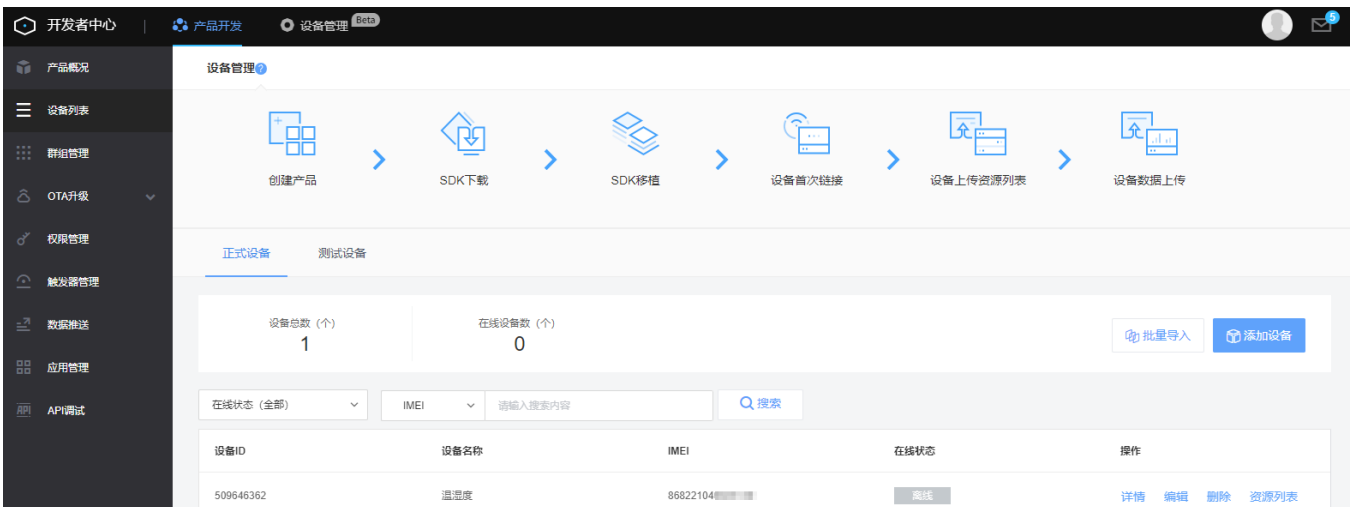 开发者中心 | 产品开发 设备管理 Beta 5
产品概况
设备列表
群组管理
OTA升级
权限管理
触发器管理
数据推送
应用管理
API API调试
设备管理 ?
创建产品 SDK下载 SDK移植 设备首次链接 设备上传资源列表 设备数据上传
正式设备 测试设备
设备总数（个） 在线设备数（个）
1 0
批量导入 添加设备
在线状态（全部） IMEI 请输入搜索内容 搜索
设备ID 设备名称 IMEI 在线状态 操作
509646362 温湿度 86822104 离线 详情 编辑 删除 资源列表